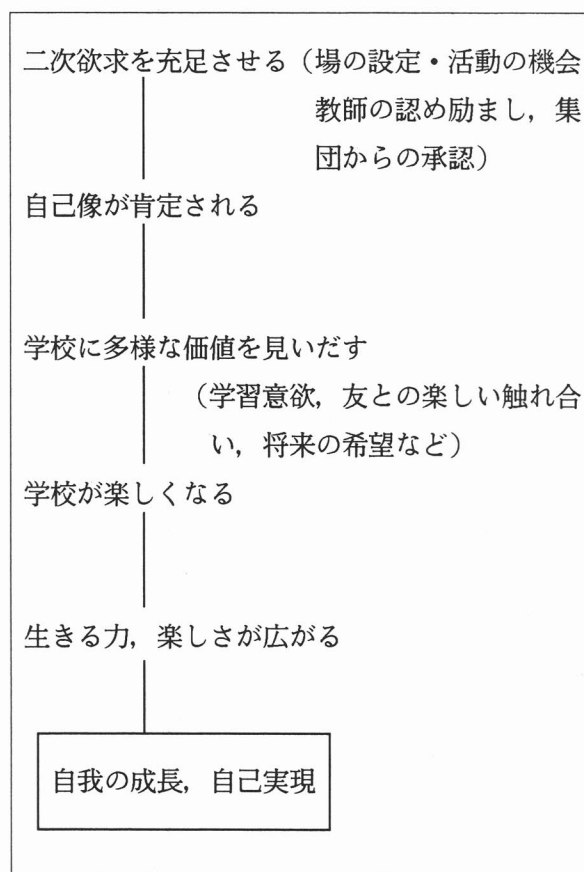 二次欲求を充足させる（場の設定・活動の機会
教師の認め励まし，集
団からの承認）
自己像が肯定される
学校に多様な価値を見いだす
（学習意欲，友との楽しい触れ合
い，将来の希望など）
学校が楽しくなる
生きる力，楽しさが広がる
自我の成長，自己実現